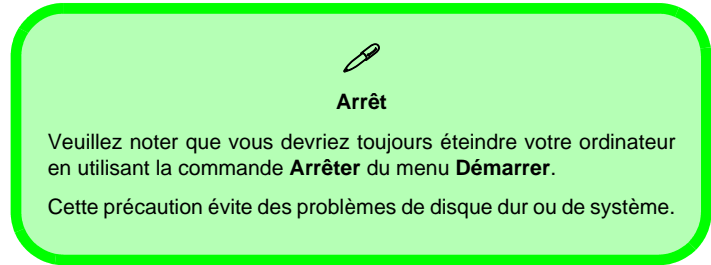 Arrêt
Veuillez noter que vous devriez toujours éteindre votre ordinateur
en utilisant la commande Arrêter du menu Démarrer.
Cette précaution évite des problèmes de disque dur ou de système.